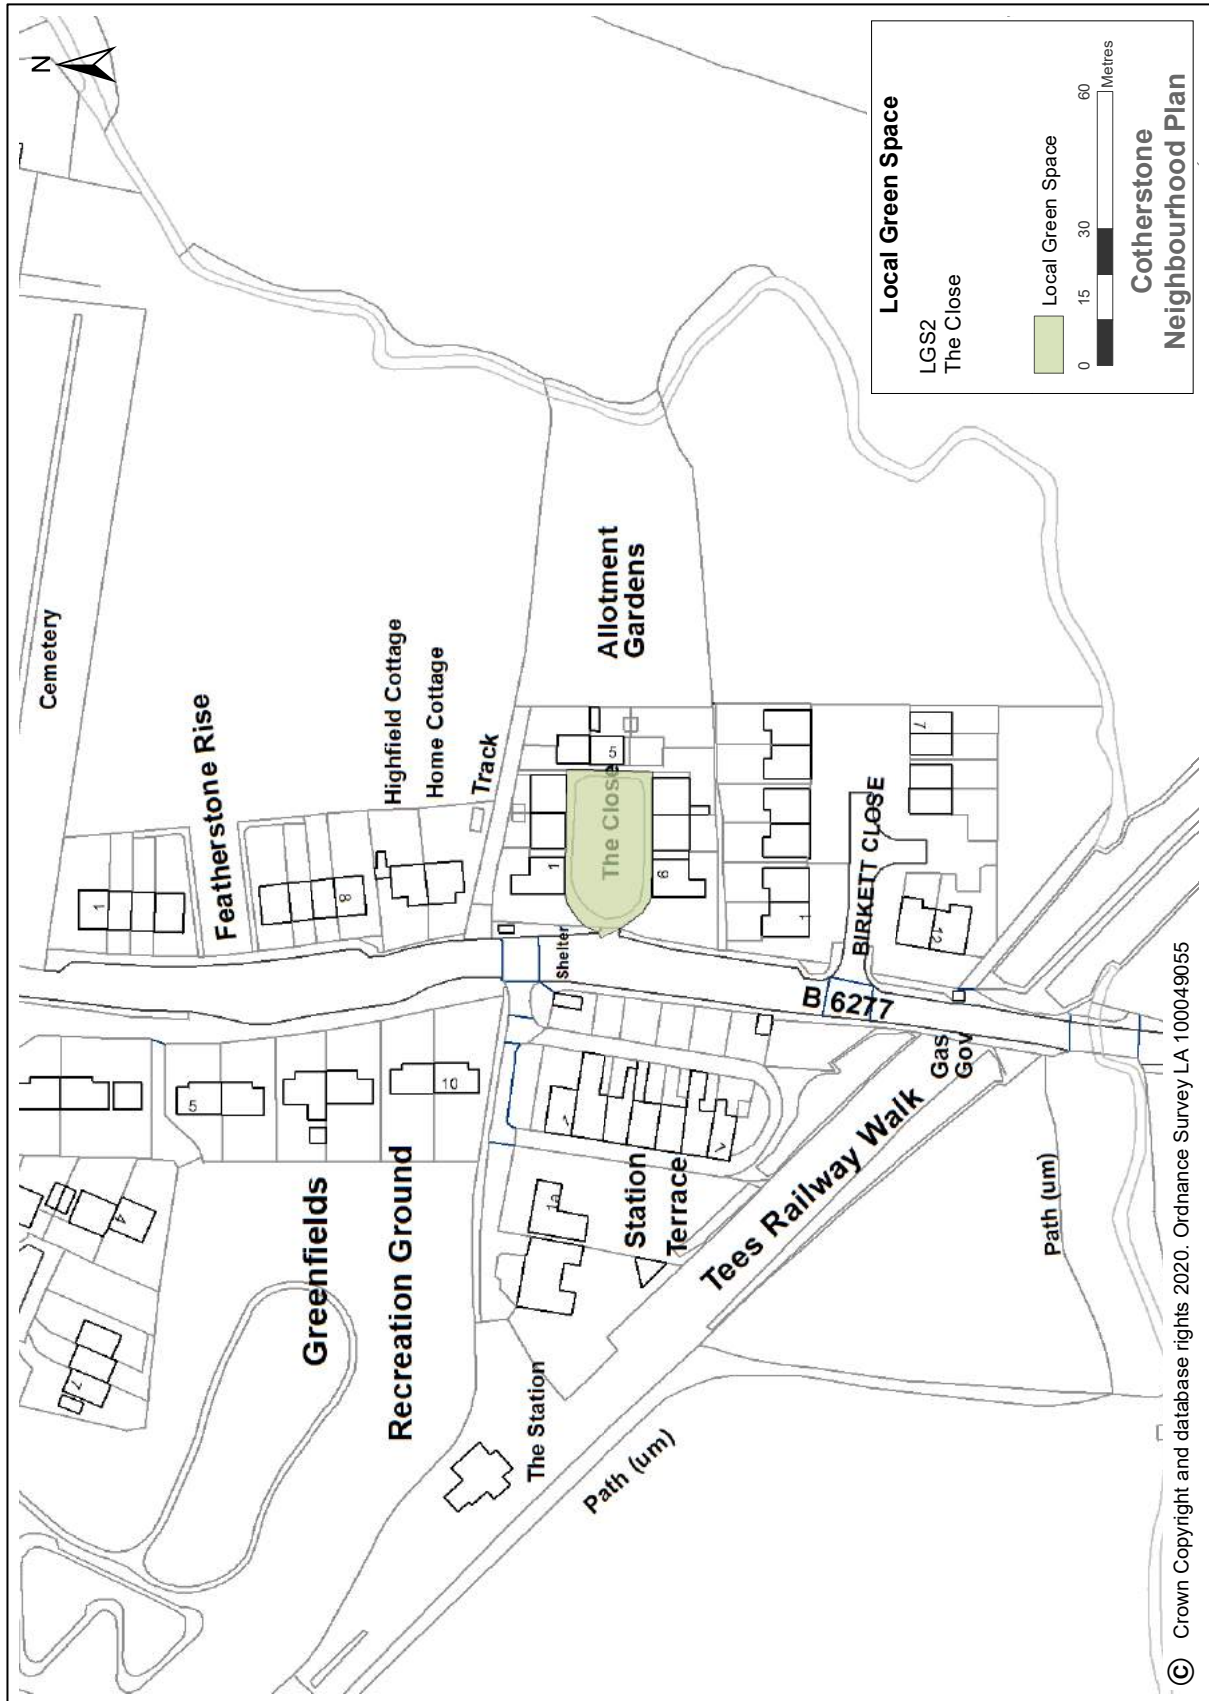 N
Cemetery
Featherstone Rise
Highfield Cottage
Home Cottage
Track
Allotment
Gardens
The Close
Shelter
BIRKETT CLOSE
B 6277
Gas
Gov
Greenfields
Recreation Ground
Station
Terrace
The Station
Tees Railway Walk
Path (um)
Path (um)
1
8
1
5
6
1
7
12
5
10
4
7
1
7
Local Green Space
LGS2
The Close
Local Green Space
0 15 30 60
Metres
Cotherstone
Neighbourhood Plan
© Crown Copyright and database rights 2020. Ordnance Survey LA 100049055